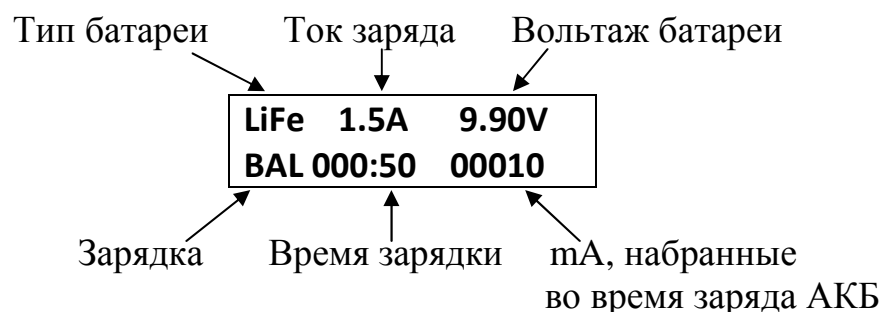 Тип батареи Ток заряда Вольтаж батареи
LiFe 1.5A 9.90V
BAL 000:50 00010
Зарядка Время зарядки mA, набранные
во время заряда АКБ